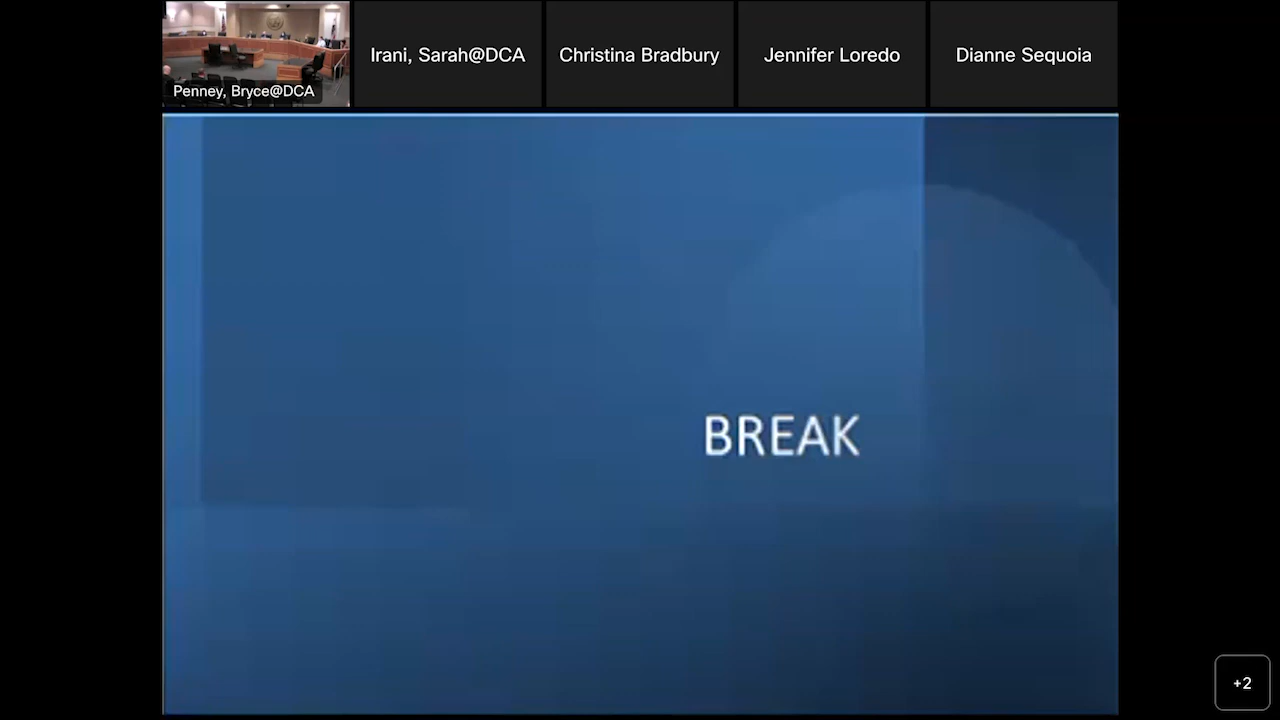 Penney, Bryce@DCA
Irani, Sarah@DCA
Christina Bradbury
Jennifer Loredo
Dianne Sequoia
BREAK
+2